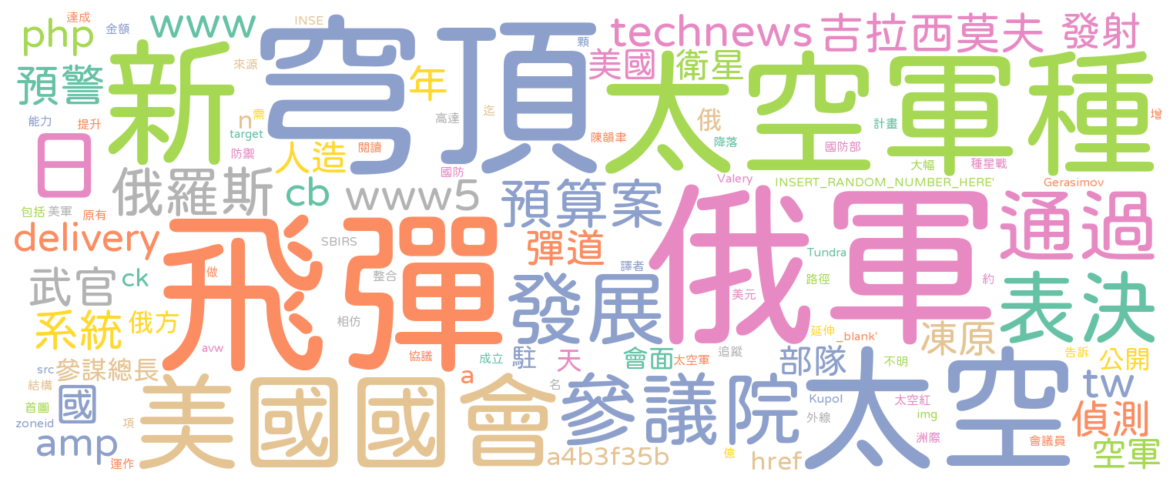 達成
金額
INSE
php
www
新
穹頂
來源
顆
technews
吉拉西莫夫
發射
美國
衛星
預警
年
太空軍種
能力
提升
n
需
target
防禦
高達
迄
俄
計畫
增
日
人造
閱讀
陳韻聿
降落
國防部
大幅
種星戰
國防
Valery
INSERT_RANDOM_NUMBER_HERE'
Gerasimov
俄羅斯
cb
www5
預算案
俄軍
通過
包括
美軍
原有
delivery
飛彈
SBIRS
彈道
譯者
Tundra
武官
ck
做
整合
發展
美元
路徑
約
表決
系統
俄方
相仿
延伸
_blank'
凍原
avw
協議
成立
駐
天
會面
太空軍
追蹤
部隊
不明
告訴
公開
src
參謀總長
a
結構
國
美國國會
名
參議院
Kupol
太空
太空紅
tw
首圖
zoneid
項
外線
img
洲際
偵測
amp
運作
a4b3f35b
億
href
會議員
空軍